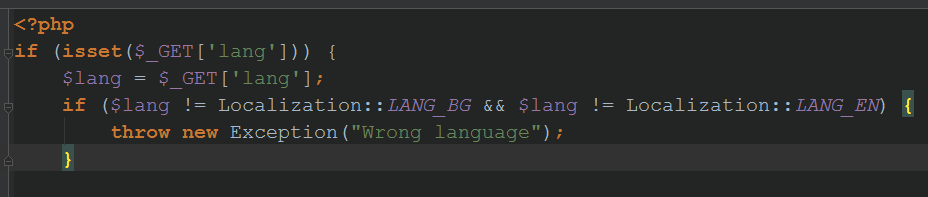 <?php
if (isset($_GET['lang'])) {
    $lang = $_GET['lang'];
    if ($lang != Localization::LANG_BG && $lang != Localization::LANG_EN) {
        throw new Exception("Wrong language");
    }